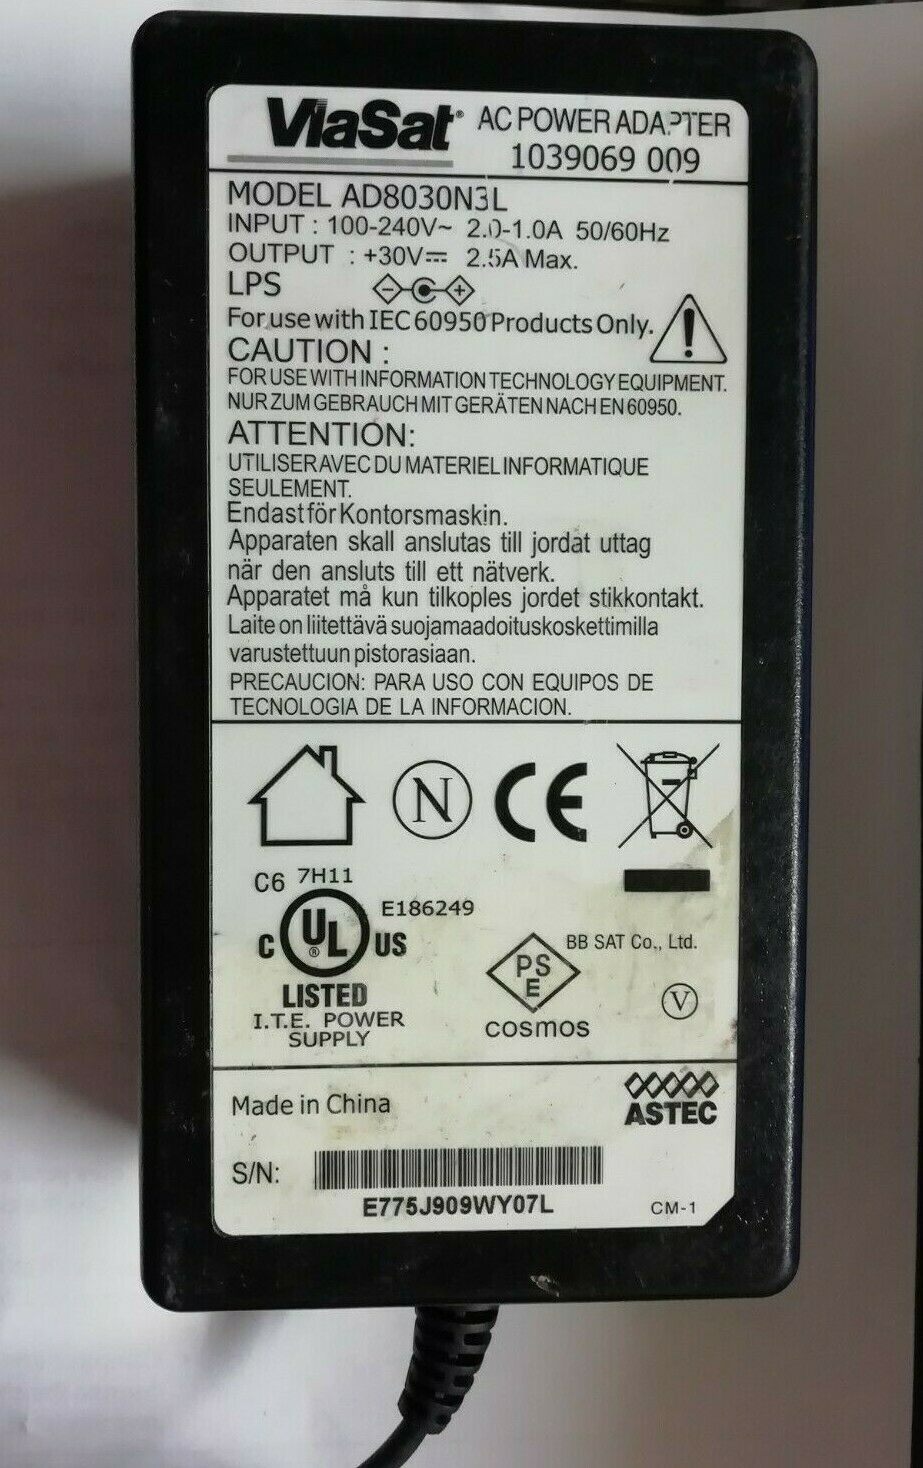 ViaSat® AC POWER ADAPTER
1039069 009
MODEL AD8030N3L
INPUT : 100-240V~ 2.0-1.0A 50/60Hz
OUTPUT : +30V⎓ 2.5A Max.
LPS
For use with IEC 60950 Products Only.
CAUTION :
FOR USE WITH INFORMATION TECHNOLOGY EQUIPMENT.
NUR ZUM GEBRAUCH MIT GERÄTEN NACH EN 60950.
ATTENTION:
UTILISER AVEC DU MATERIEL INFORMATIQUE
SEULEMENT.
Endast för Kontorsmaskin.
Apparaten skall anslutas till jordat uttag
när den ansluts till ett nätverk.
Apparatet må kun tilkoples jordet stikkontakt.
Laite on liitettävä suojamaadoituskoskettimilla
varustettuun pistorasiaan.
PRECAUCION: PARA USO CON EQUIPOS DE
TECNOLOGIA DE LA INFORMACION.
N CE
C6 7H11
E186249
C UL® US
LISTED
I.T.E. POWER
SUPPLY
BB SAT Co., Ltd.
PS
E
V
COSMOS
Made in China
ASTEC
S/N:
E775J909WY07L
CM-1